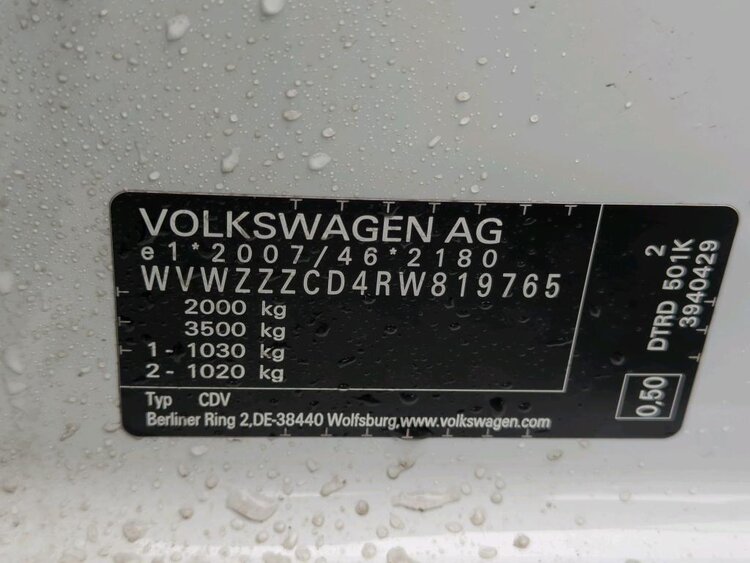 VOLKSWAGEN AG
e1*2007/46*2180
WVWZZZCD4RW819765
2000 kg
3500 kg
1 - 1030 kg
2 - 1020 kg
Typ CDV
Berliner Ring 2,DE-38440 Wolfsburg,www.volkswagen.com
2
DTRD 501K
3940429
0,50